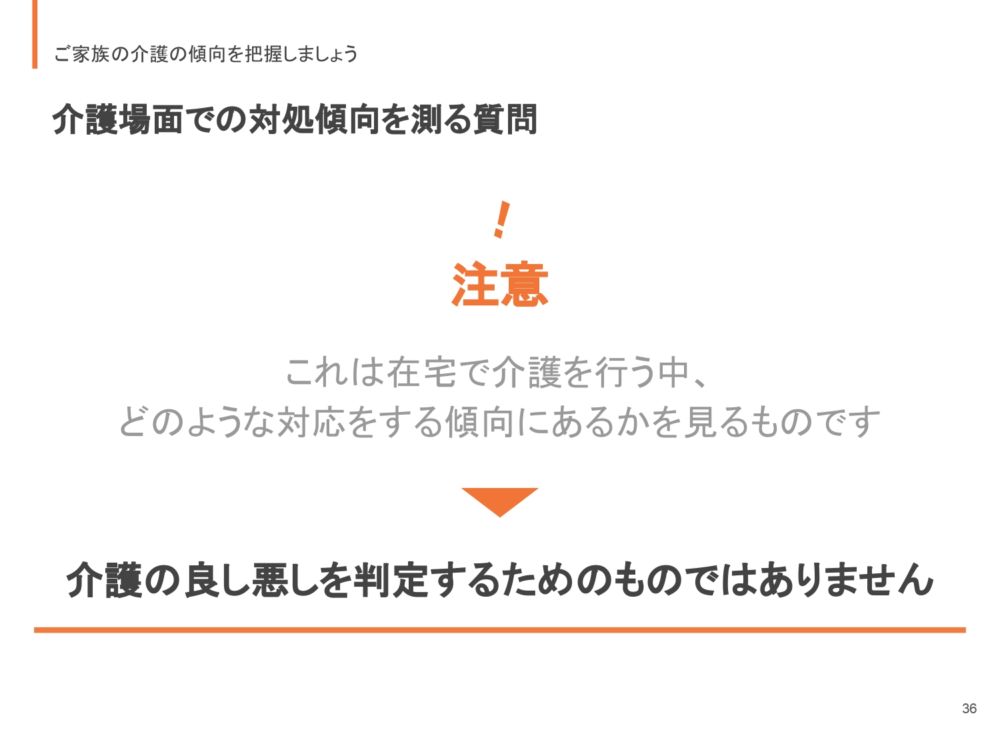 ご家族の介護の傾向を把握しましょう
介護場面での対処傾向を測る質問
!
注意
これは在宅で介護を行う中、
どのような対応をする傾向にあるかを見るものです
介護の良し悪しを判定するためのものではありません
36